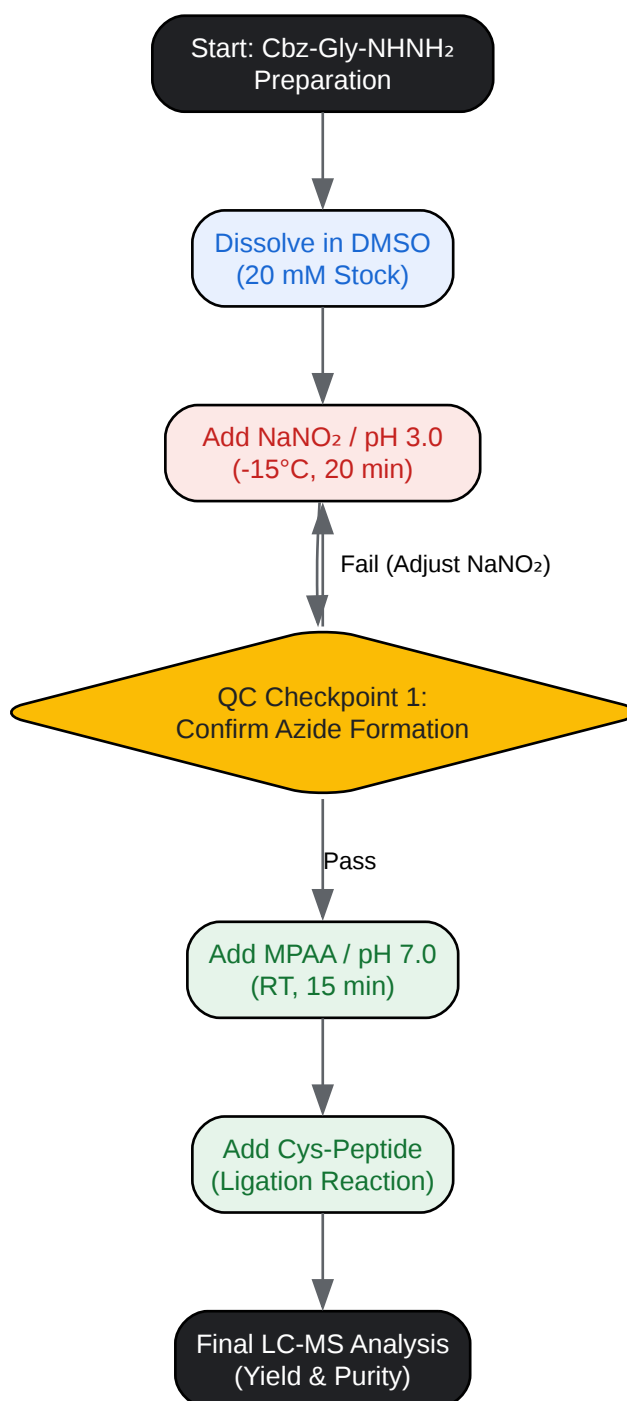 Start: Cbz-Gly-NHNH₂
Preparation
Dissolve in DMSO
(20 mM Stock)
Add NaNO₂ / pH 3.0
(-15°C, 20 min)
Fail (Adjust NaNO₂)
QC Checkpoint 1:
Confirm Azide Formation
Pass
Add MPAA / pH 7.0
(RT, 15 min)
Add Cys-Peptide
(Ligation Reaction)
Final LC-MS Analysis
(Yield & Purity)